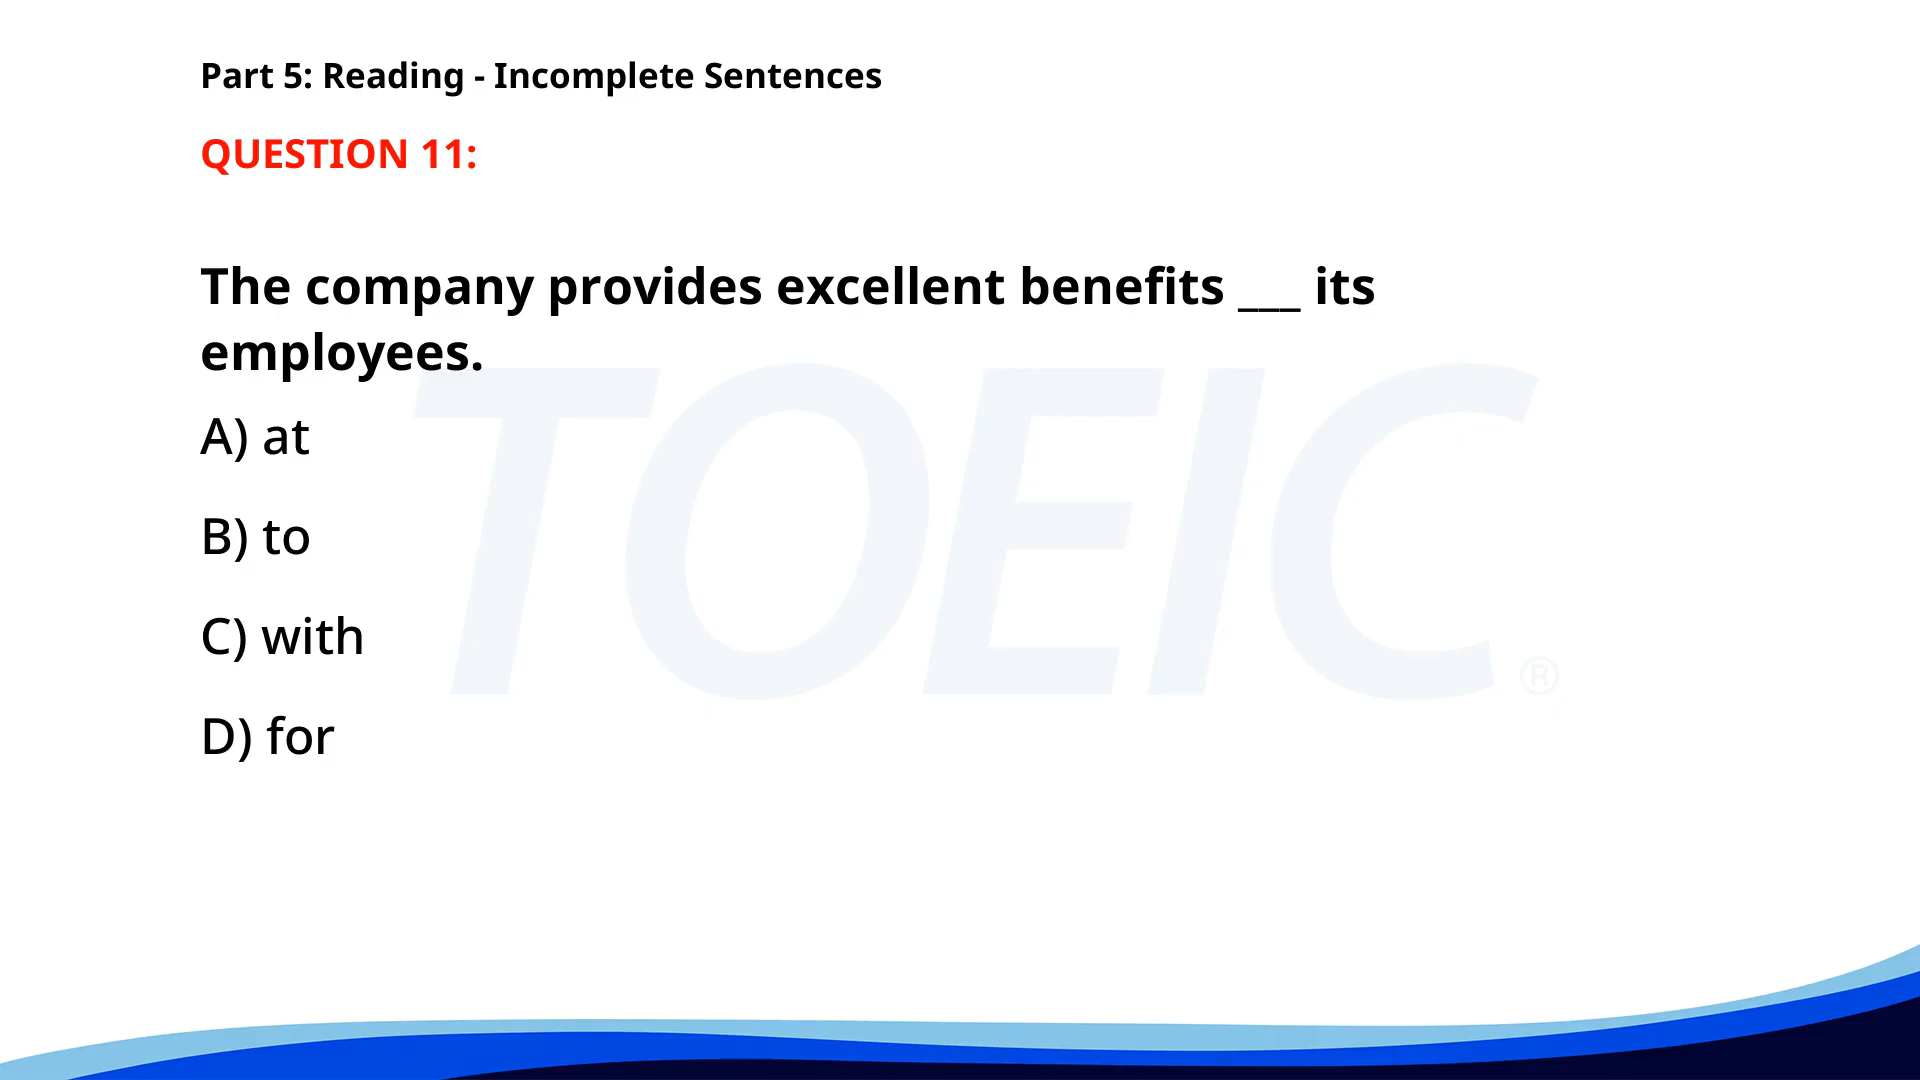 Part 5: Reading - Incomplete Sentences
QUESTION 11:
The company provides excellent benefits ___ its
employees.
TOEIC®
A) at
B) to
C) with
D) for